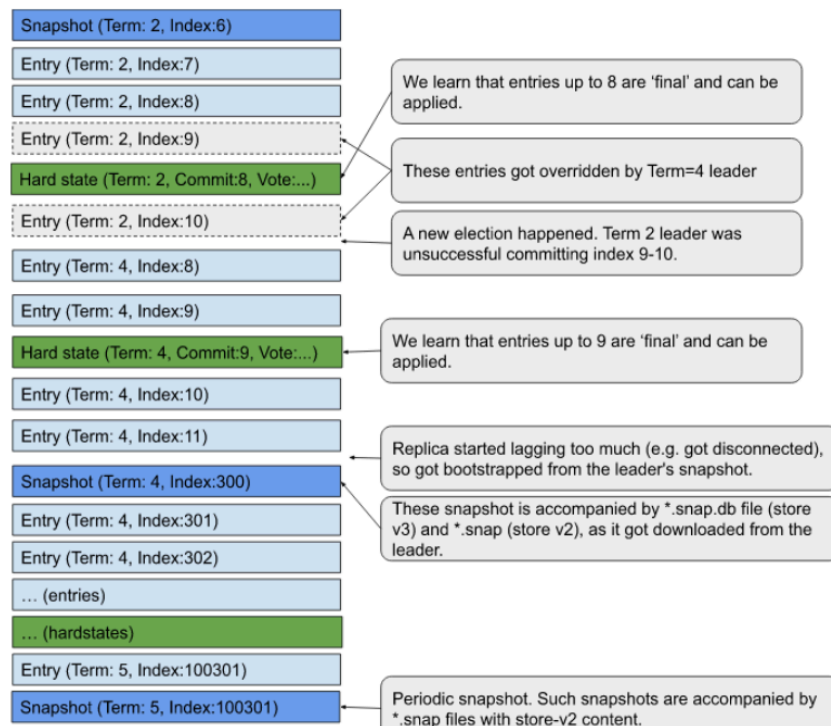 Snapshot (Term: 2, Index:6)
Entry (Term: 2, Index:7)
Entry (Term: 2, Index:8)
Entry (Term: 2, Index:9)
Hard state (Term: 2, Commit:8, Vote:...)
Entry (Term: 2, Index:10)
Entry (Term: 4, Index:8)
Entry (Term: 4, Index:9)
Hard state (Term: 4, Commit:9, Vote:...)
Entry (Term: 4, Index:10)
Entry (Term: 4, Index:11)
Snapshot (Term: 4, Index:300)
Entry (Term: 4, Index:301)
Entry (Term: 4, Index:302)
... (entries)
... (hardstates)
Entry (Term: 5, Index:100301)
Snapshot (Term: 5, Index:100301)
We learn that entries up to 8 are ‘final’ and can be
applied.
These entries got overridden by Term=4 leader
A new election happened. Term 2 leader was
unsuccessful committing index 9-10.
We learn that entries up to 9 are ‘final’ and can be
applied.
Replica started lagging too much (e.g. got disconnected),
so got bootstrapped from the leader's snapshot.
These snapshot is accompanied by *.snap.db file (store
v3) and *.snap (store v2), as it got downloaded from the
leader.
Periodic snapshot. Such snapshots are accompanied by
*.snap files with store-v2 content.